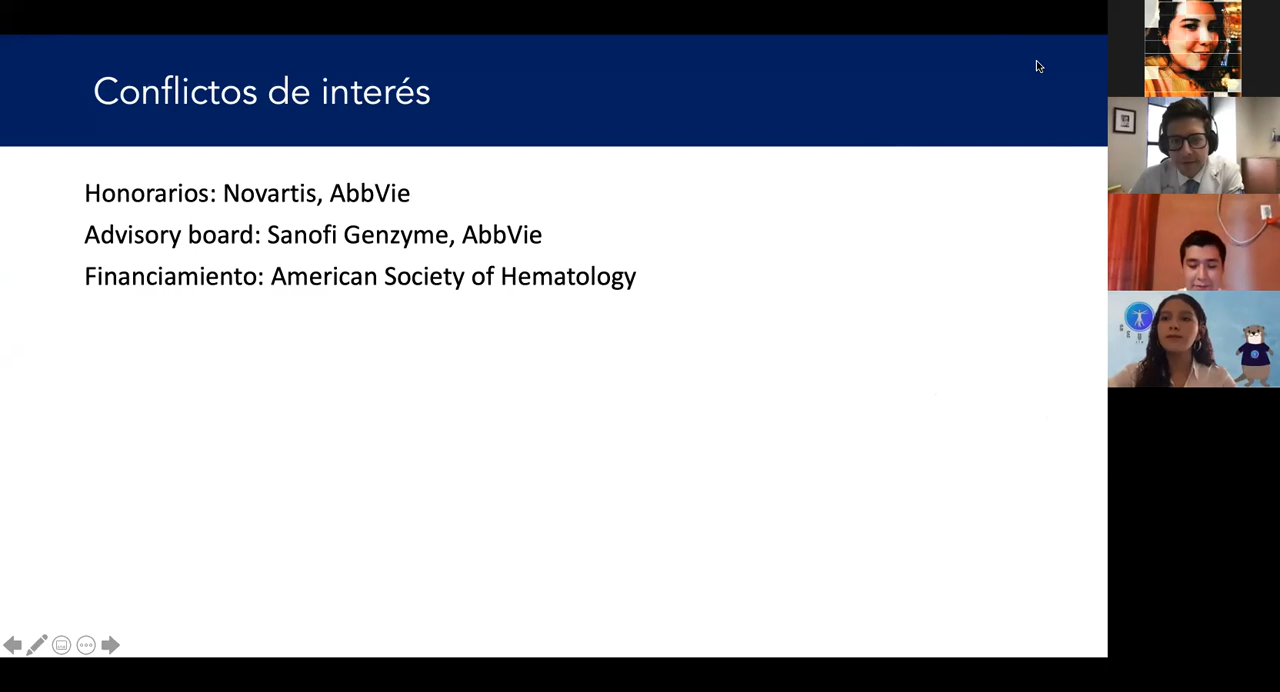 Conflictos de interés
Honorarios: Novartis, AbbVie
Advisory board: Sanofi Genzyme, AbbVie
Financiamiento: American Society of Hematology